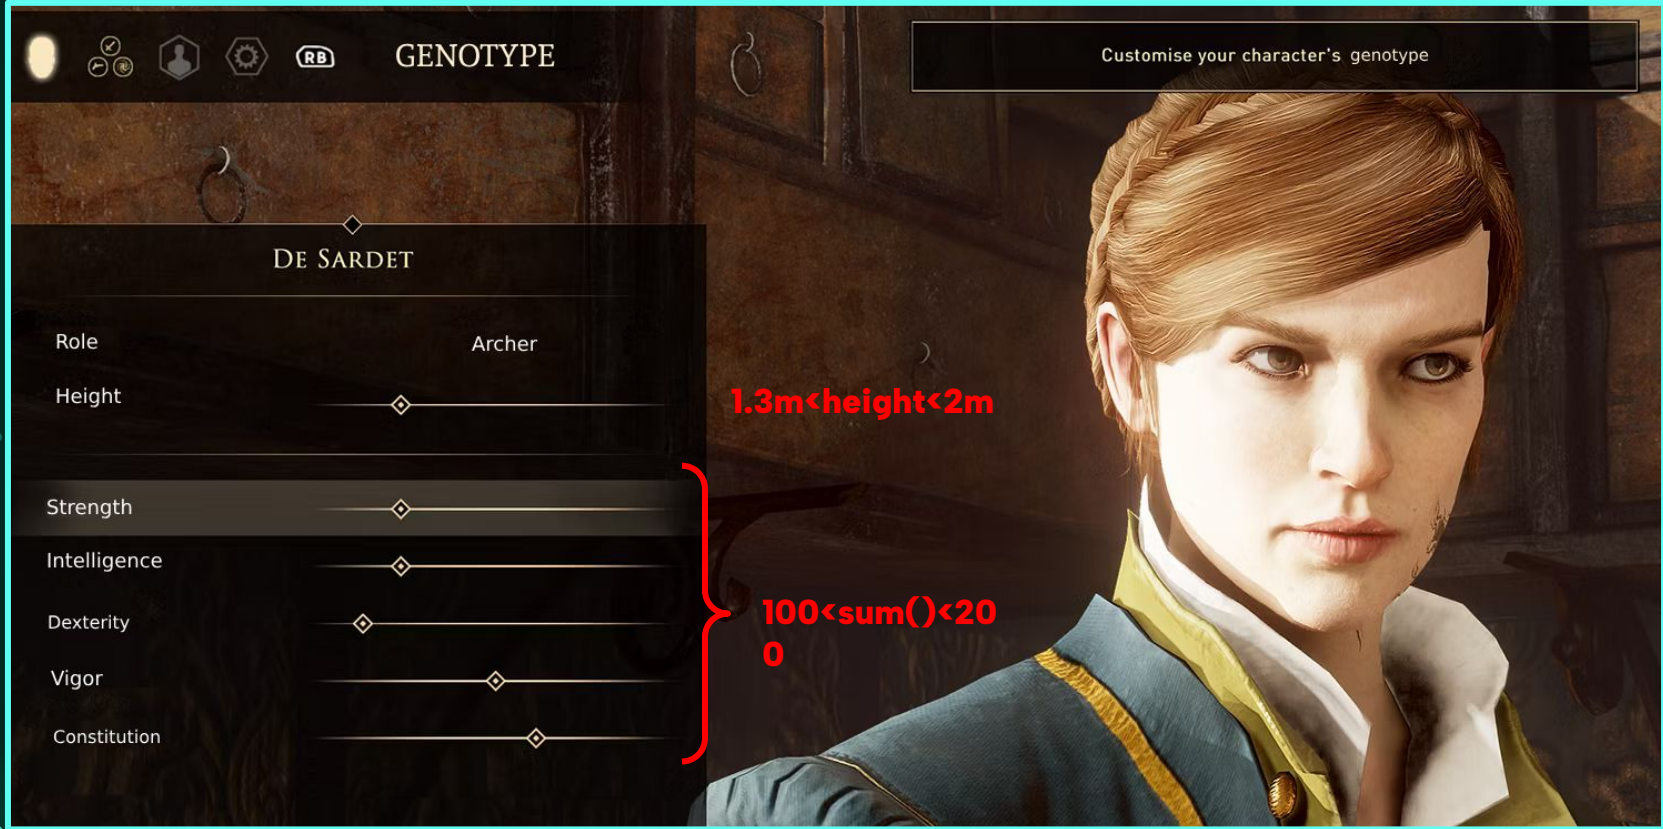 RB
GENOTYPE
Customise your character's genotype
DE SARDET
Role
Archer
Height
1.3m<height<2m
Strength
Intelligence
Dexterity
100<sum()<20
0
Vigor
Constitution